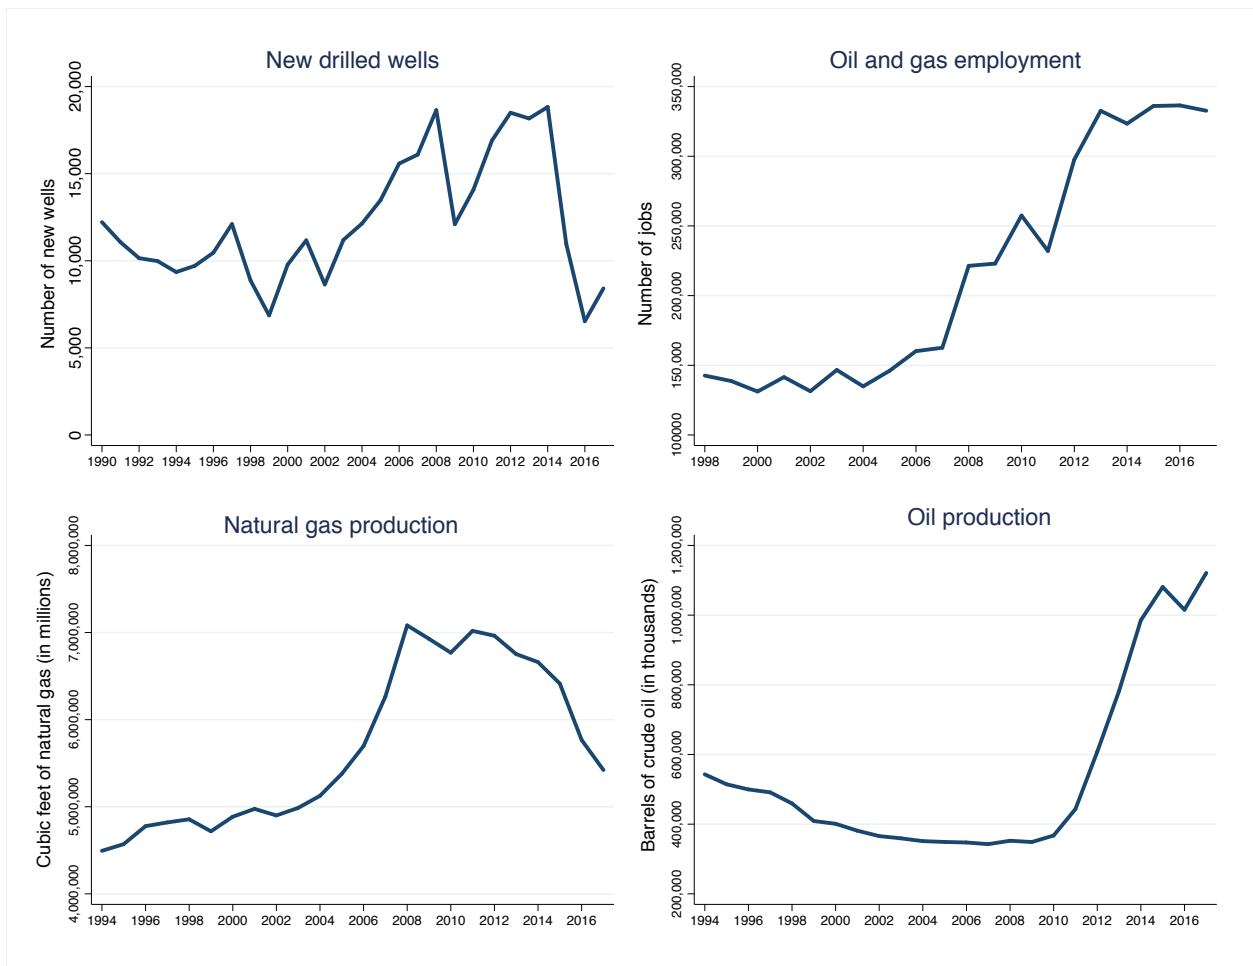 New drilled wells
Number of new wells
20,000
15,000
10,000
5,000
0
1990 1992 1994 1996 1998 2000 2002 2004 2006 2008 2010 2012 2014 2016
Oil and gas employment
Number of jobs
350,000
300,000
250,000
200,000
150,000
100000
1998 2000 2002 2004 2006 2008 2010 2012 2014 2016
Natural gas production
Cubic feet of natural gas (in millions)
8,000,000
7,000,000
6,000,000
5,000,000
4,000,000
1994 1996 1998 2000 2002 2004 2006 2008 2010 2012 2014 2016
Oil production
Barrels of crude oil (in thousands)
1,200,000
1,000,000
800,000
600,000
400,000
200,000
1994 1996 1998 2000 2002 2004 2006 2008 2010 2012 2014 2016